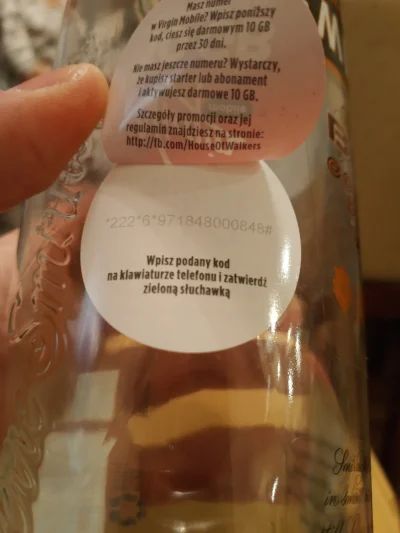 Masz numer
w Virgin Mobile? Wpisz poniższy
kod, ciesz się darmowym 10 GB
przez 30 dni.
Nie masz jeszcze numeru? Wystarczy,
że kupisz starter lub abonament
i aktywujesz darmowe 10 GB.
Szczegóły promocji oraz jej
regulamin znajdziesz na stronie:
http://fb.com/HouseOfWalkers
*222*6*971848000848#
Wpisz podany kod
na klawiaturze telefonu i zatwierdź
zieloną słuchawką